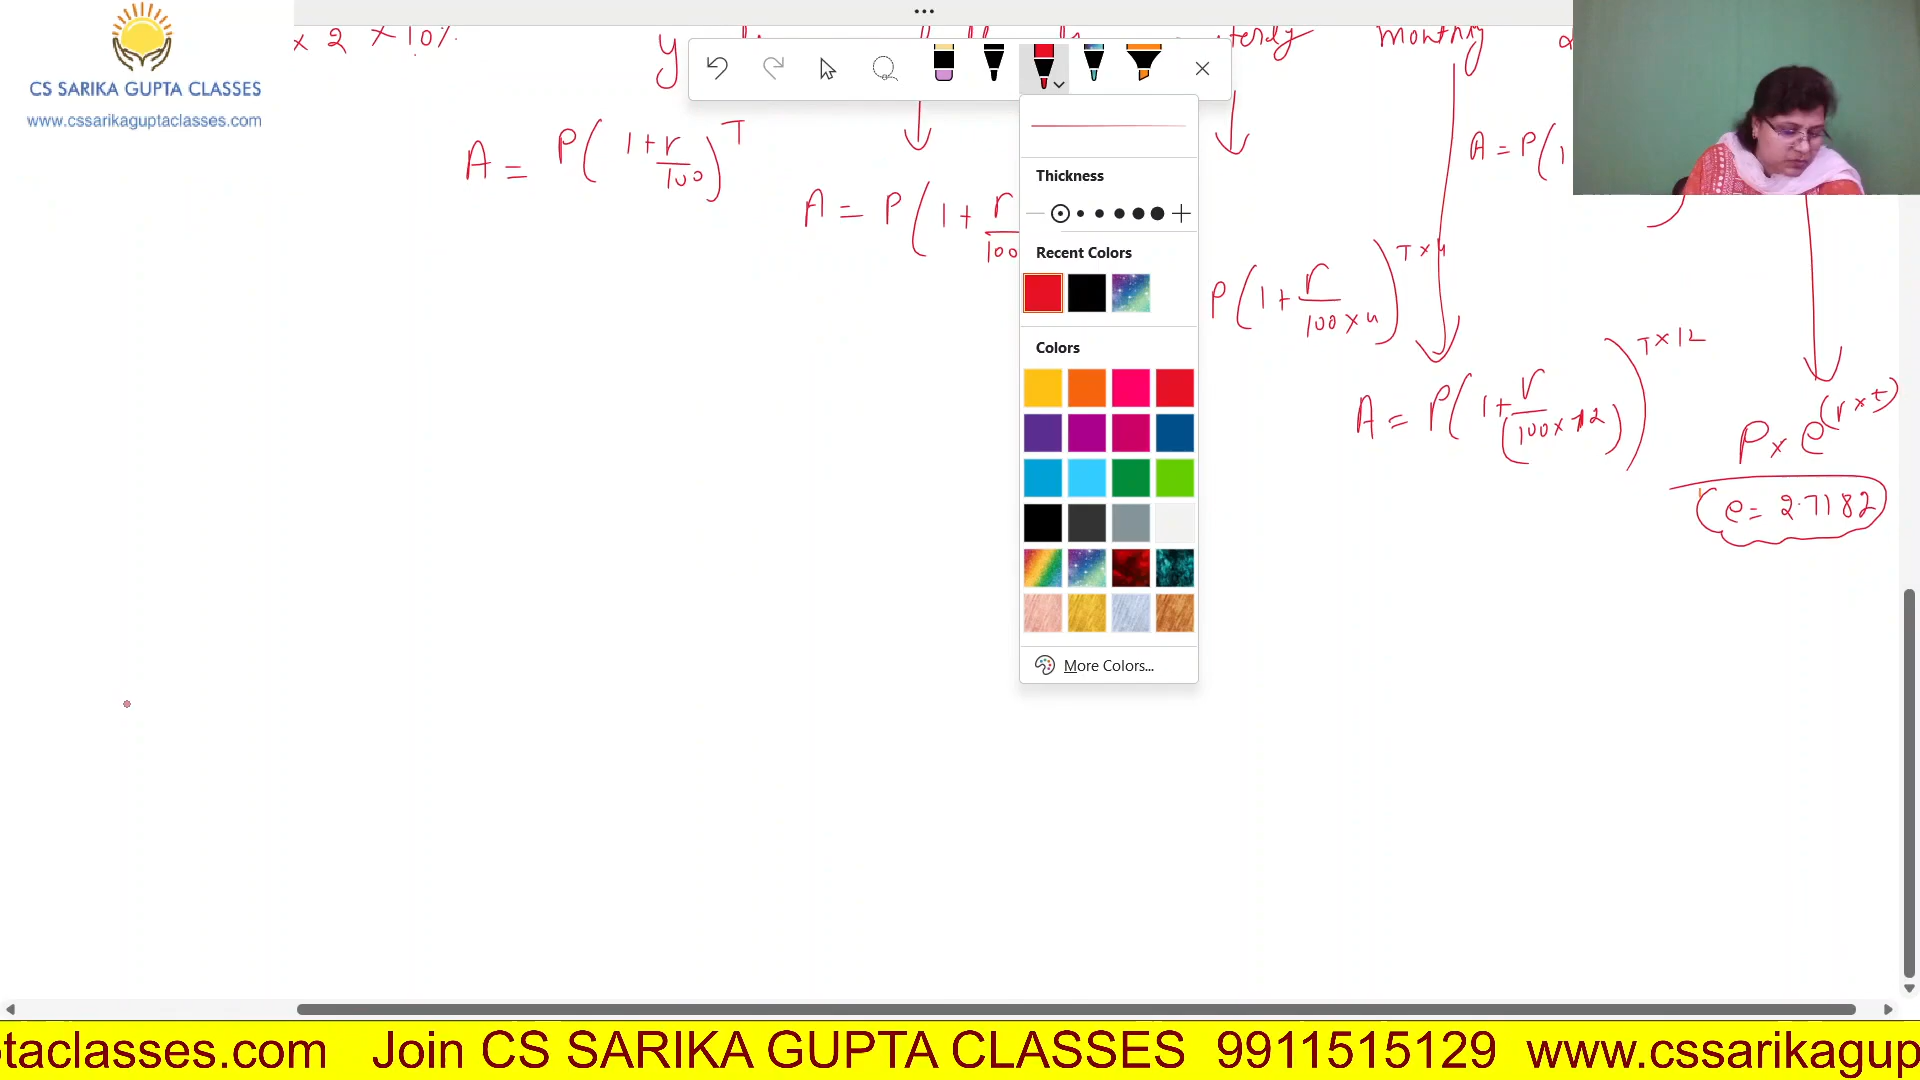 × 2 × 10%
monthly
CS SARIKA GUPTA CLASSES
www.cssarikaguptaclasses.com
A = P(1+r/100)^T
A = P(1+r/100
P(1+r/100×4)^T×4
A = P(1+r/(100×12))^T×12
A = P(1
P×e^(r×t)
e= 2.7182
Thickness
Recent Colors
Colors
More Colors...
taclasses.com Join CS SARIKA GUPTA CLASSES 9911515129 www.cssarikagup